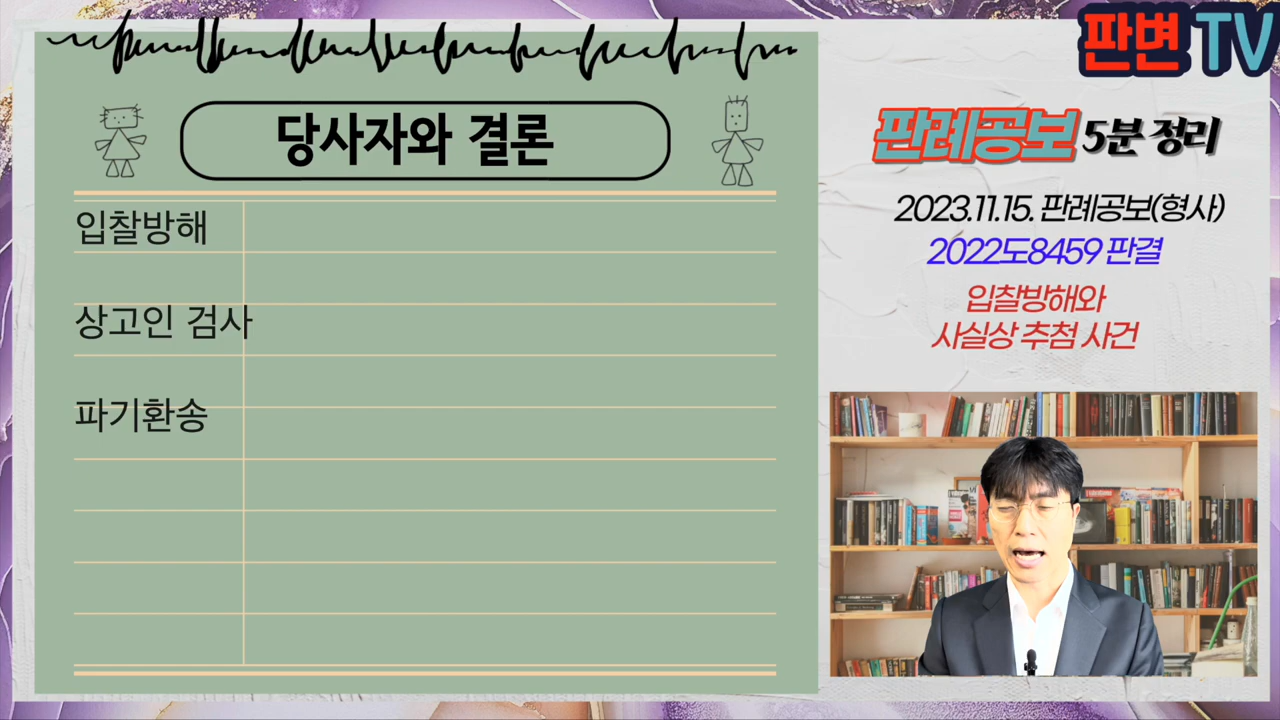 판변 TV
당사자와 결론
입찰방해
상고인 검사
파기환송
판례공보 5분 정리
2023.11.15. 판례공보(형사)
2022도8459 판결
입찰방해와
사실상 추첨 사건